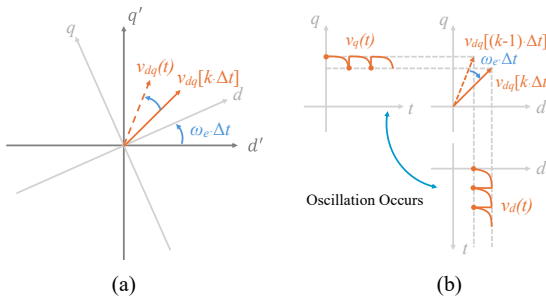 q'
q
v_dq(t)
v_dq[k·Δt]
d
ω_e·Δt
d'
(a)
q
v_q(t)
t
q
v_dq[(k-1)·Δt]
ω_e·Δt
v_dq[k·Δt]
d
Oscillation Occurs
d
v_d(t)
t
(b)